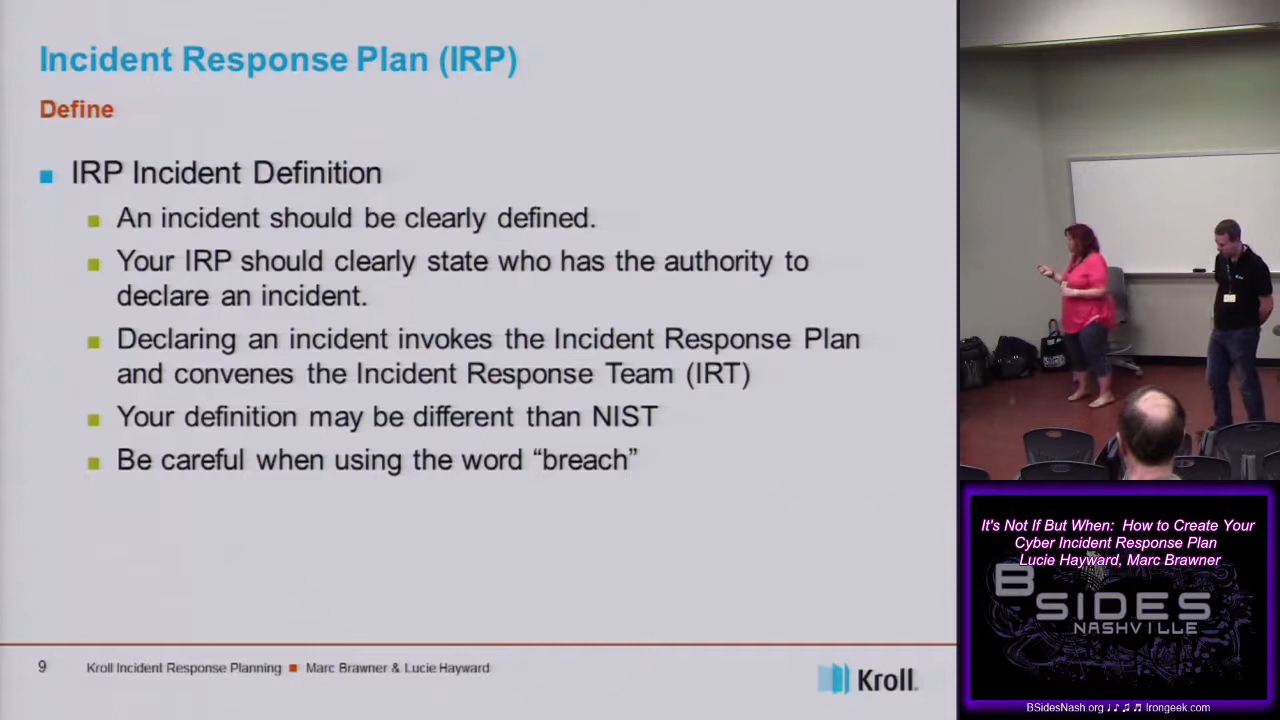 Incident Response Plan (IRP)
Define
IRP Incident Definition
An incident should be clearly defined.
Your IRP should clearly state who has the authority to
declare an incident.
Declaring an incident invokes the Incident Response Plan
and convenes the Incident Response Team (IRT)
Your definition may be different than NIST
Be careful when using the word “breach”
9
Kroll Incident Response Planning ■ Marc Brawner & Lucie Hayward
Kroll.
It's Not If But When: How to Create Your
Cyber Incident Response Plan
Lucie Hayward, Marc Brawner
BSIDES
NASHVILLE
BSidesNash.org ♩♪♫♬ Irongeek.com